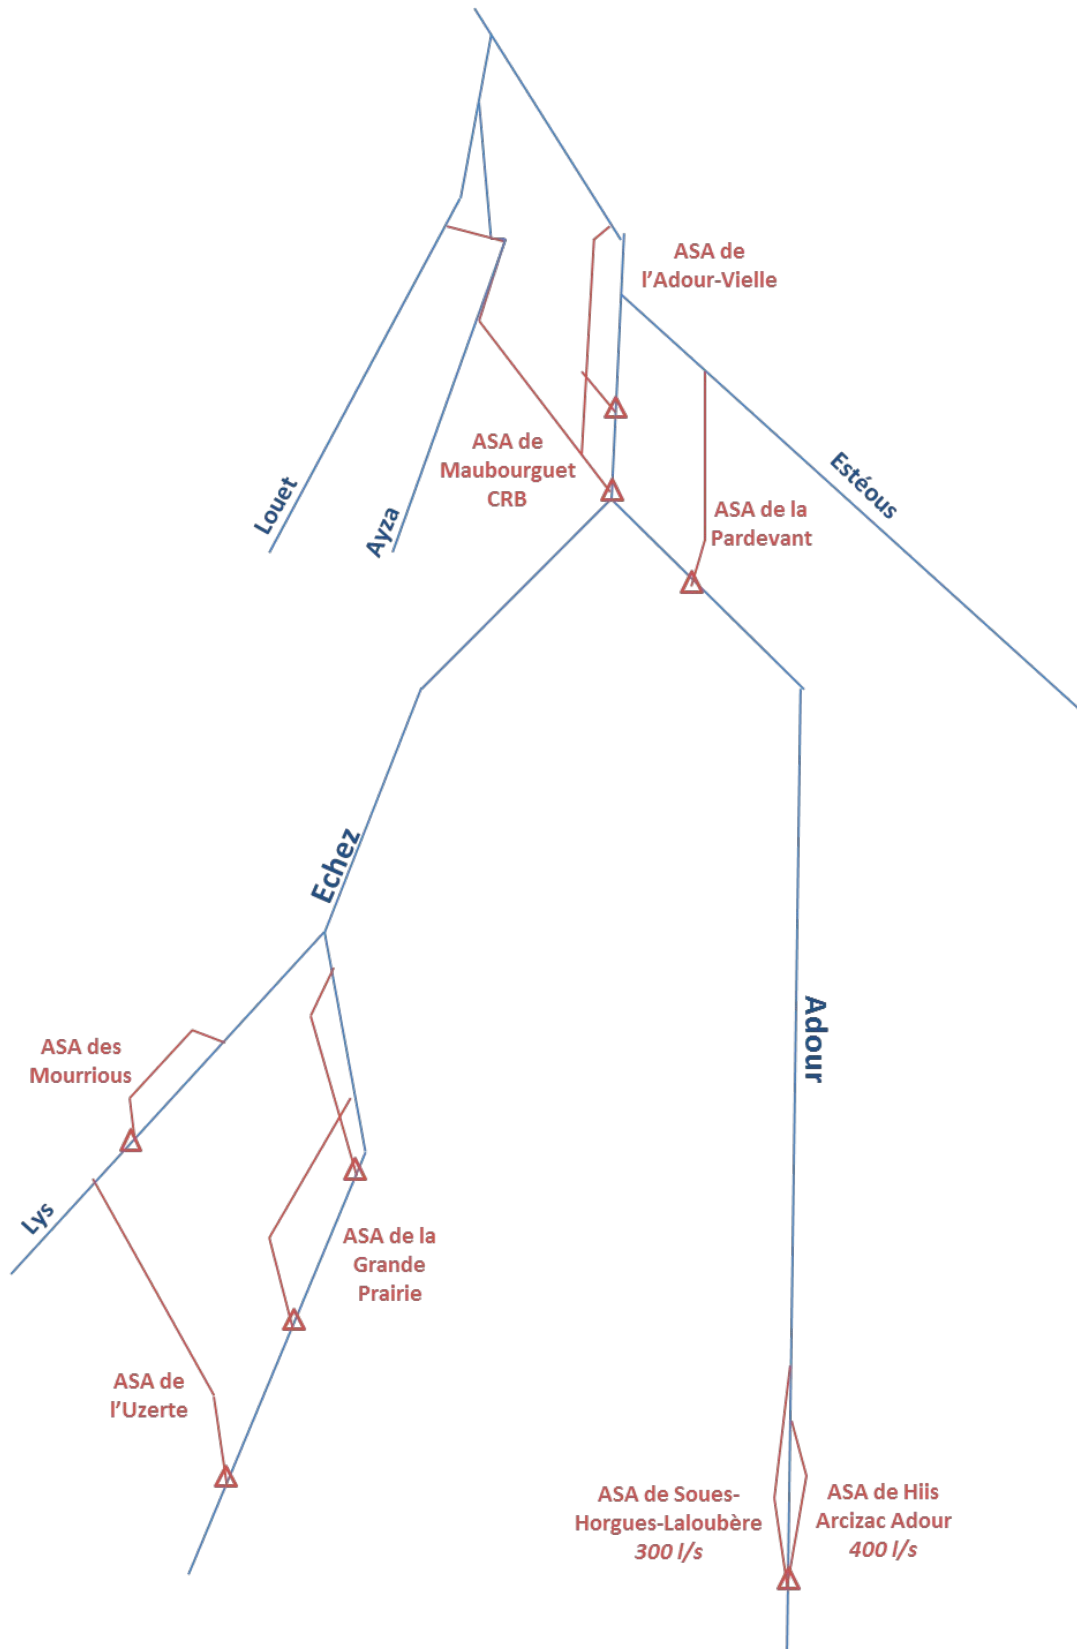 ASA de
l’Adour-Vielle
ASA de
Maubourguet
CRB
Estéous
Louet
Ayza
ASA de la
Pardevant
Echez
Adour
ASA des
Mourrious
Lys
ASA de la
Grande
Prairie
ASA de
l’Uzerte
ASA de Soues-
Horgues-Laloubère
300 l/s
ASA de Hiis
Arcizac Adour
400 l/s